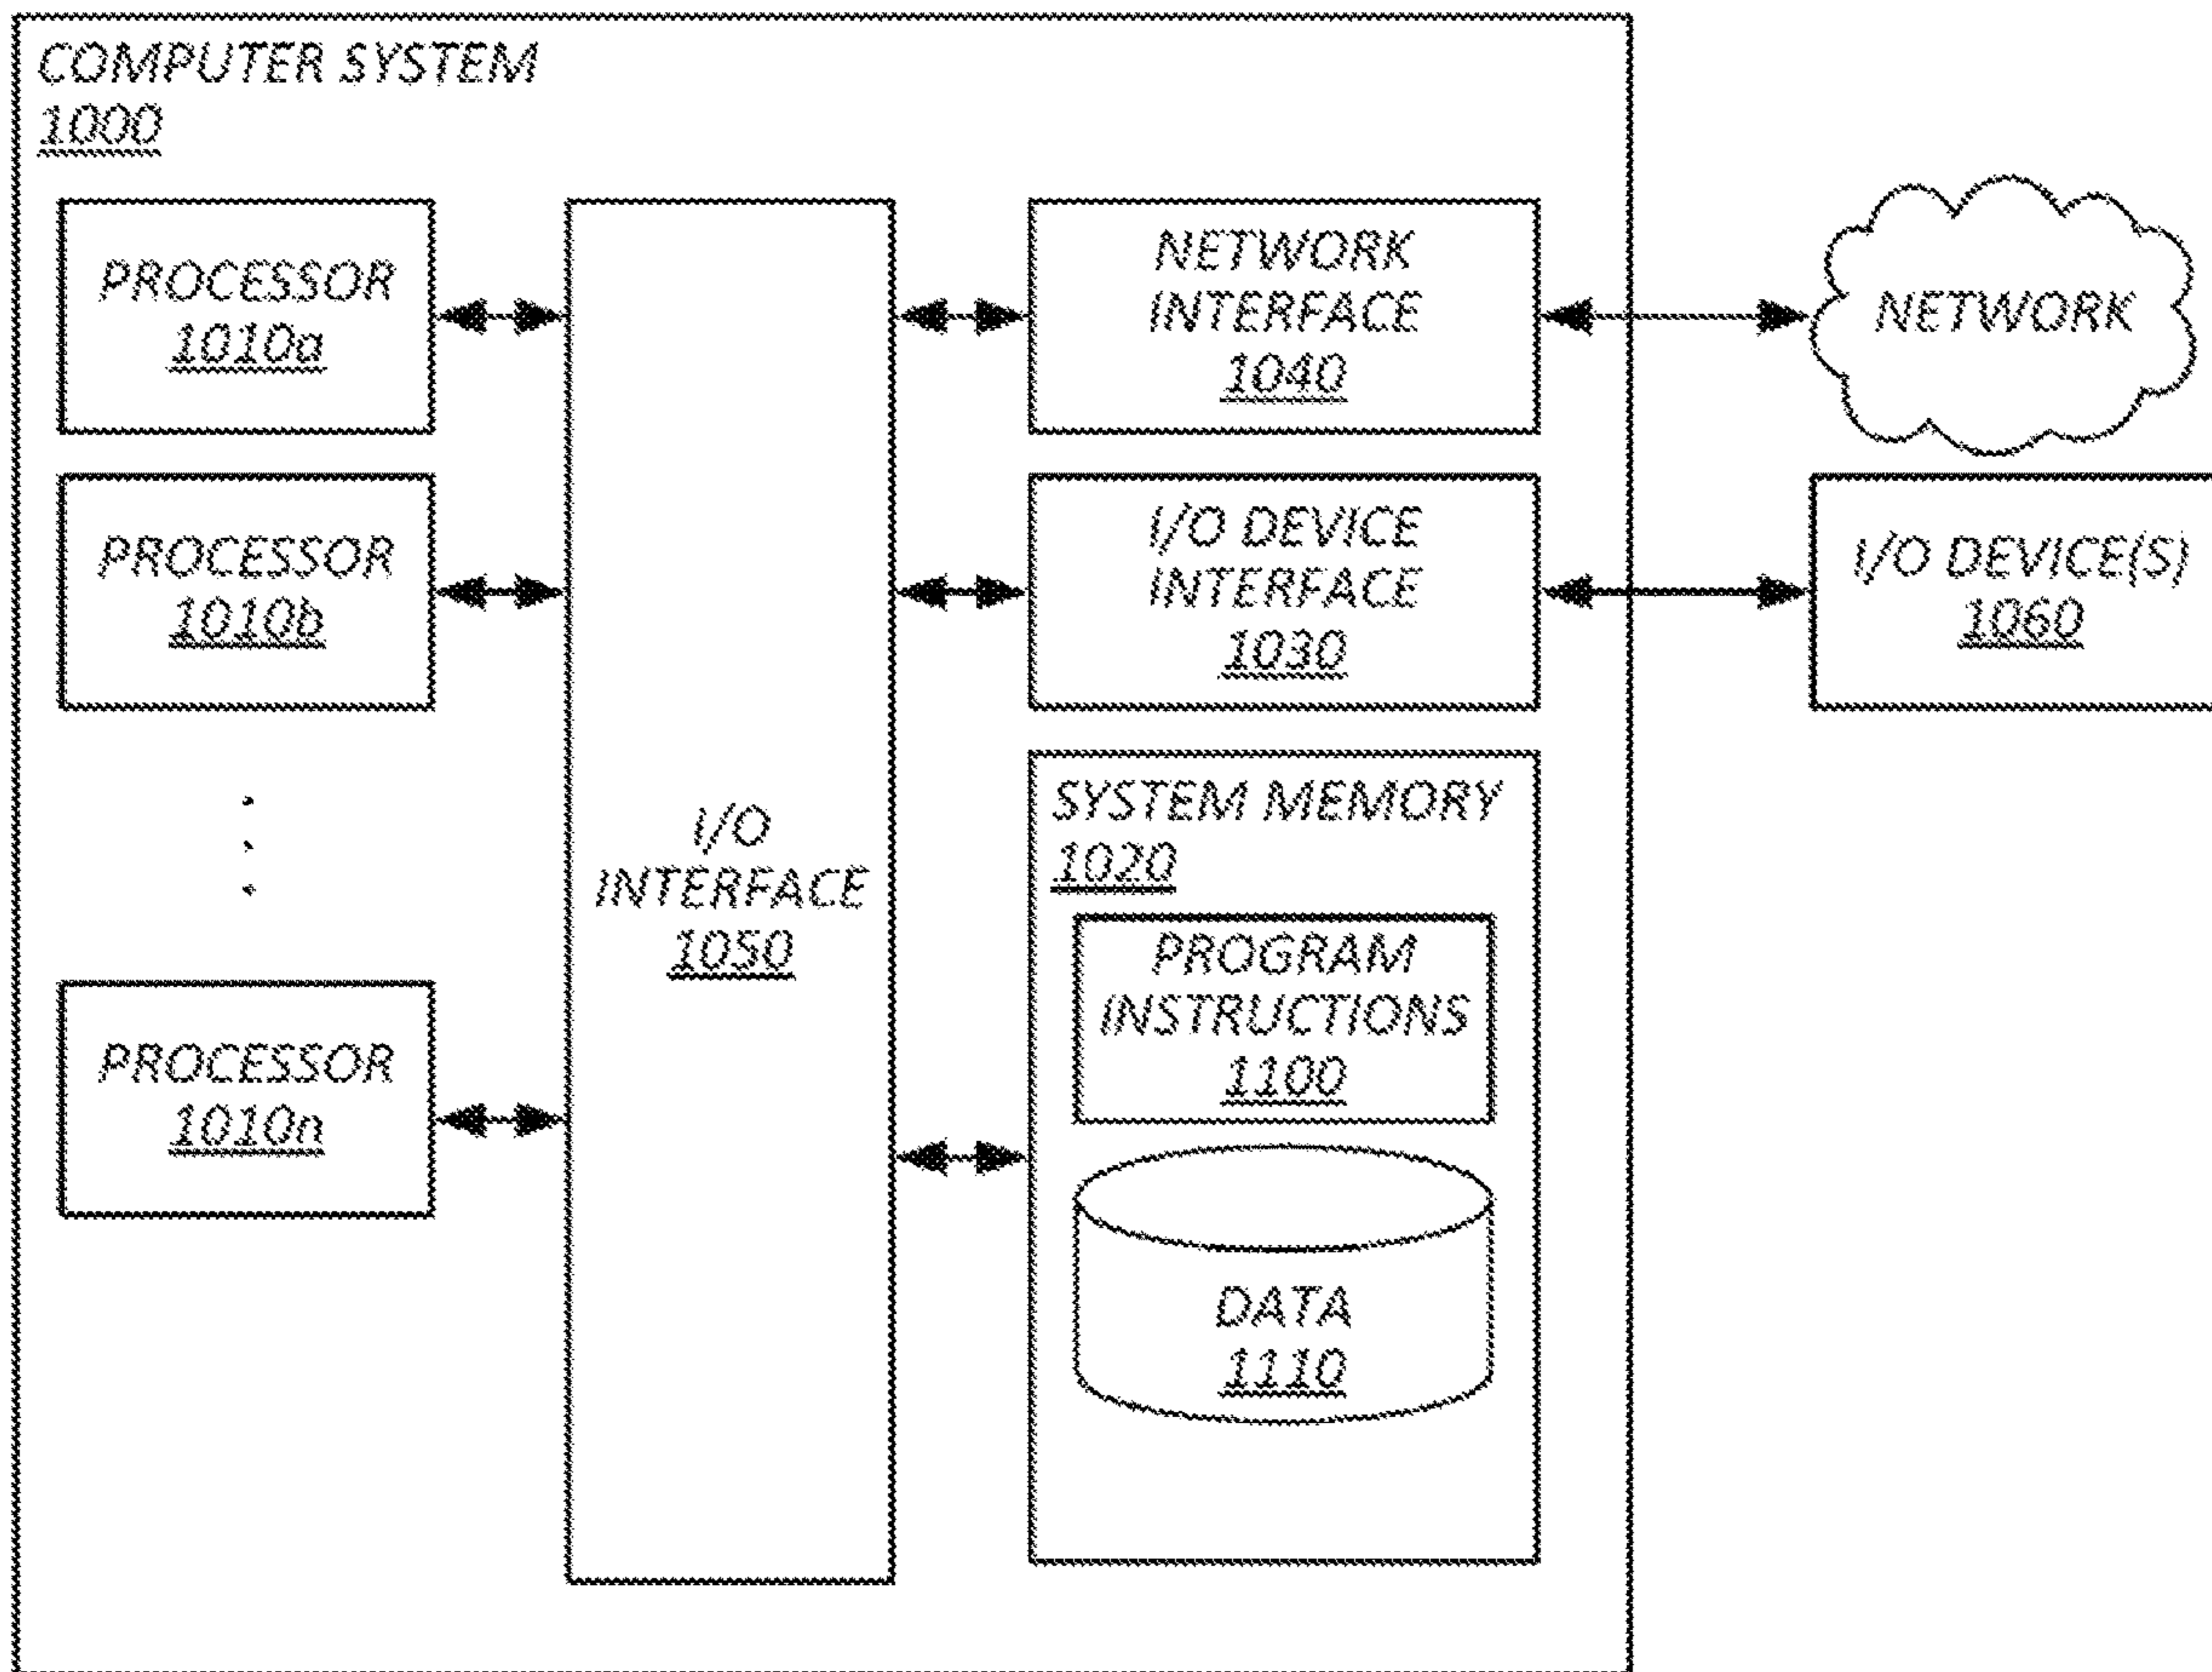 COMPUTER SYSTEM
1000
PROCESSOR
1010a
PROCESSOR
1010b
PROCESSOR
1010n
I/O
INTERFACE
1050
NETWORK
INTERFACE
1040
I/O DEVICE
INTERFACE
1030
SYSTEM MEMORY
1020
PROGRAM
INSTRUCTIONS
1100
DATA
1110
NETWORK
I/O DEVICE(S)
1060